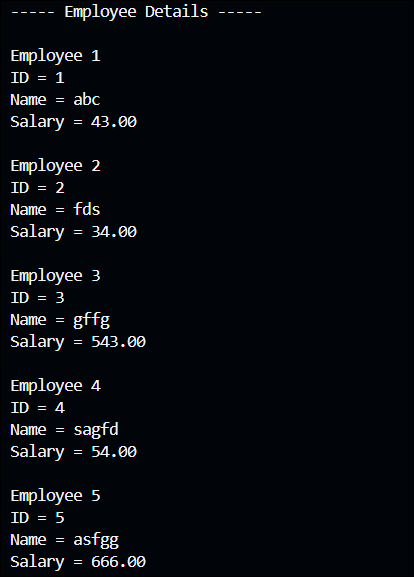 ----- Employee Details -----
Employee 1
ID = 1
Name = abc
Salary = 43.00
Employee 2
ID = 2
Name = fds
Salary = 34.00
Employee 3
ID = 3
Name = gffg
Salary = 543.00
Employee 4
ID = 4
Name = sagfd
Salary = 54.00
Employee 5
ID = 5
Name = asfgg
Salary = 666.00